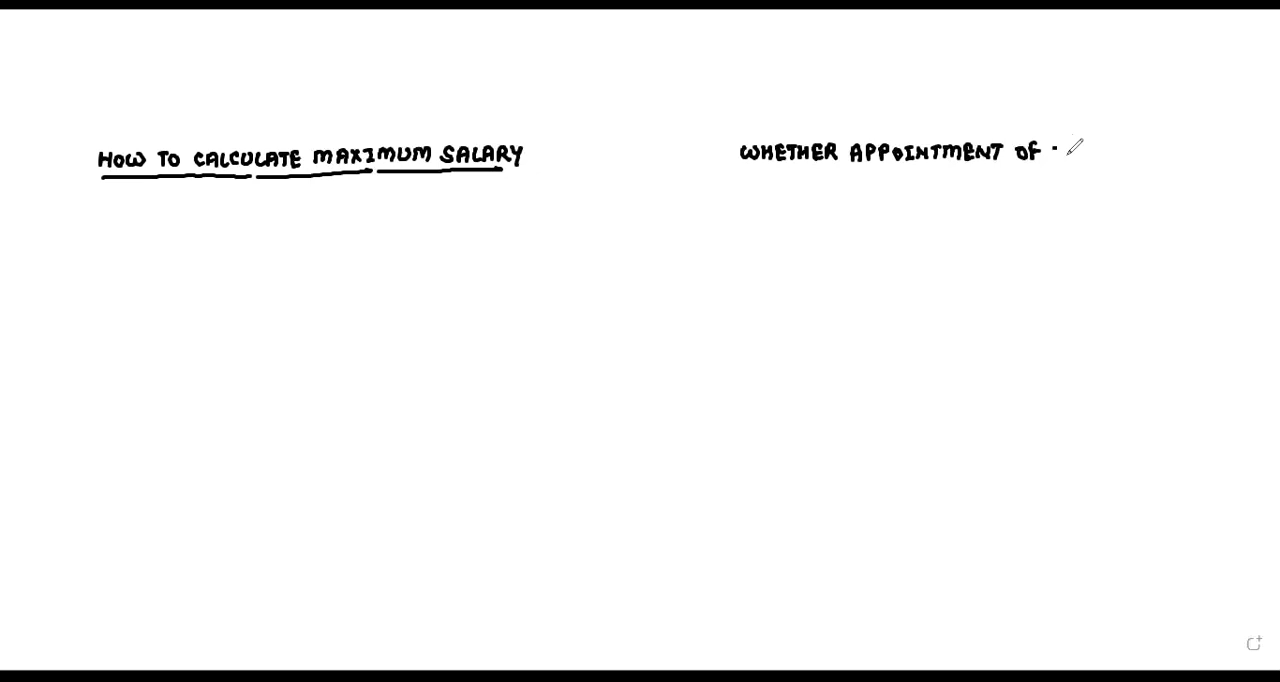 HOW TO CALCULATE MAXIMUM SALARY
WHETHER APPOINTMENT OF